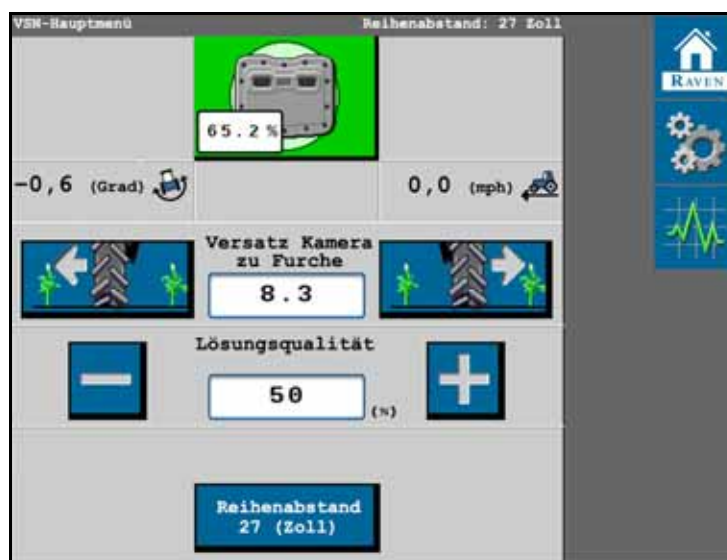 VSN-Hauptmenü
Reihenabstand: 27 Zoll
RAVEN
65.2 %
-0,6 (Grad)
0,0 (mph)
Versatz Kamera
zu Furche
8.3
Lösungsqualität
50
(%)
Reihenabstand
27 (Zoll)